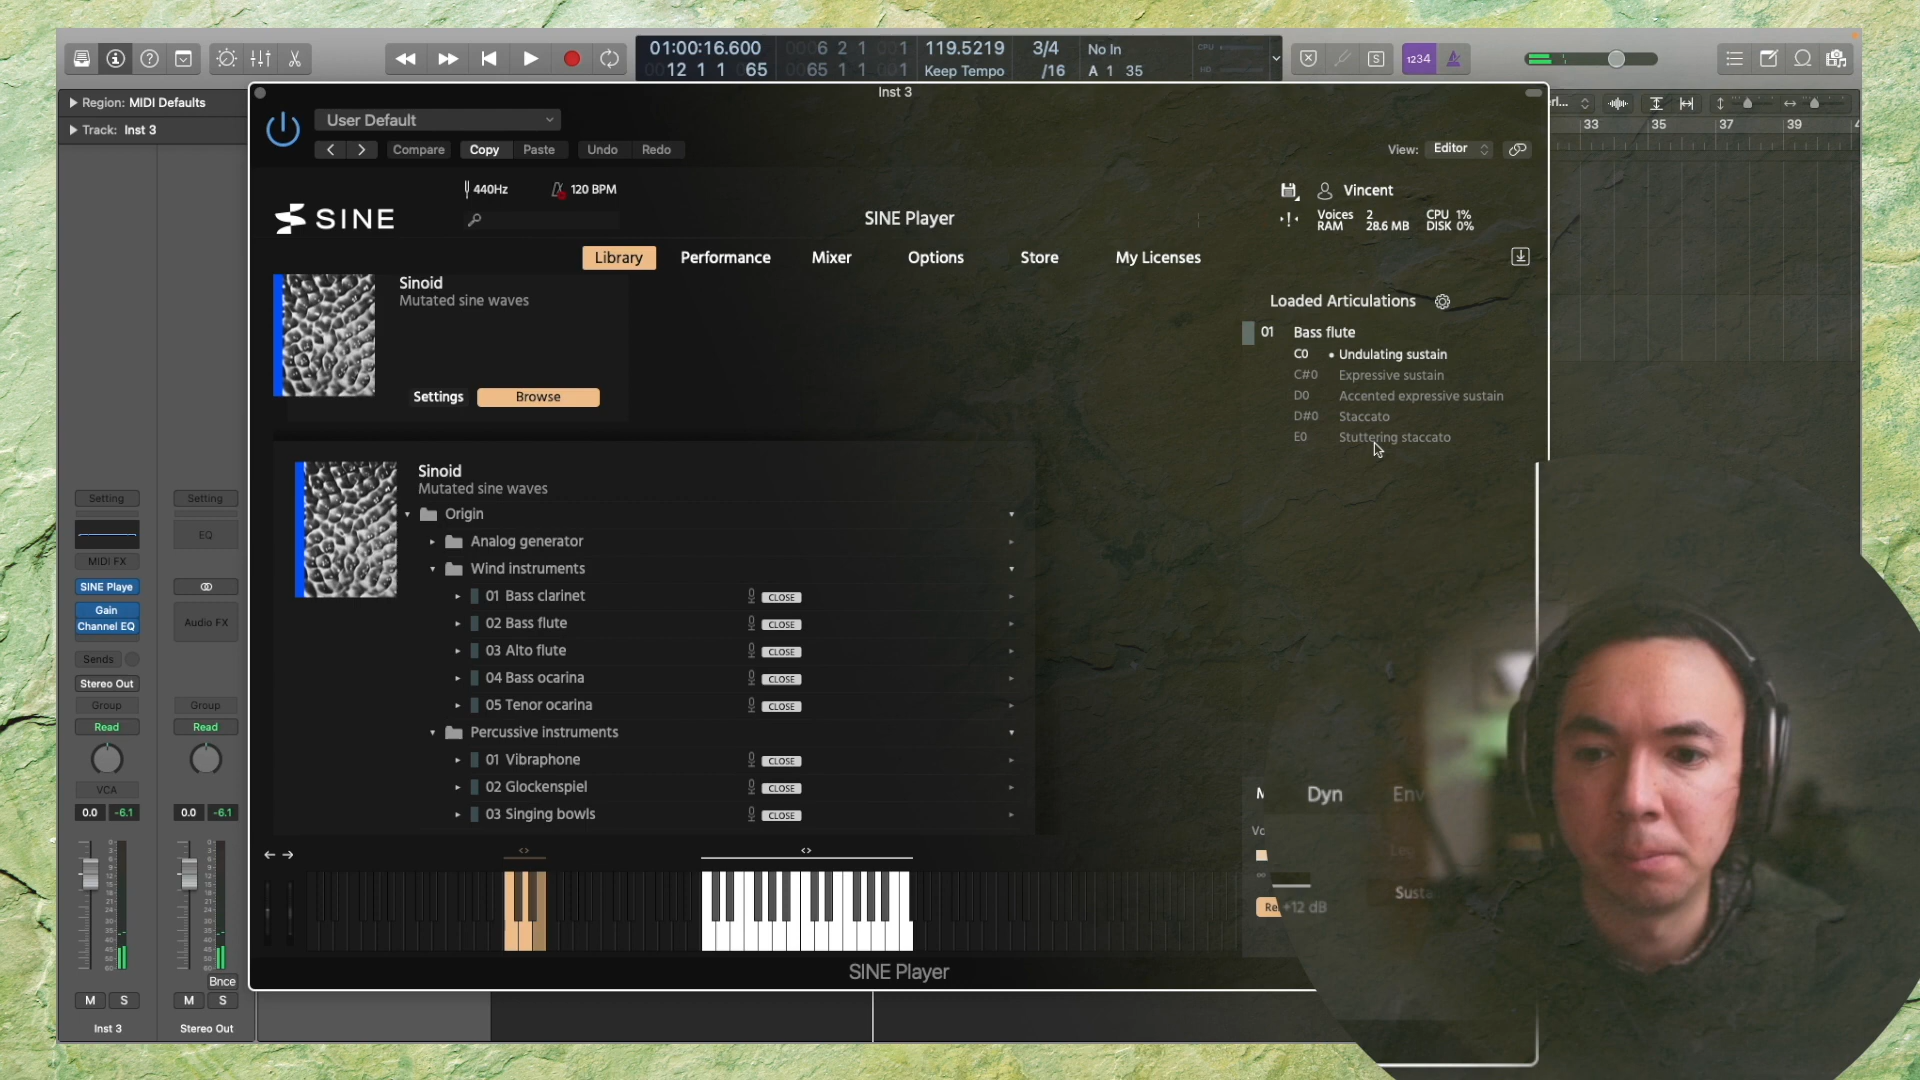 01:00:16.600
12 1 1 65
6 2 1 1
65 1 1 1
119.5219
Keep Tempo
3/4
/16
No In
A 1 35
CPU
HD
S
1234
Region: MIDI Defaults
Track: Inst 3
Inst 3
User Default
Compare
Copy
Paste
Undo
Redo
View:
Editor
33
35
37
39
440Hz
120 BPM
SINE
SINE Player
Vincent
Voices 2
RAM 28.6 MB
CPU 1%
DISK 0%
Library
Performance
Mixer
Options
Store
My Licenses
Sinoid
Mutated sine waves
Settings
Browse
Loaded Articulations
01 Bass flute
C0 • Undulating sustain
C#0 Expressive sustain
D0 Accented expressive sustain
D#0 Staccato
E0 Stuttering staccato
Sinoid
Mutated sine waves
Origin
Analog generator
Wind instruments
01 Bass clarinet CLOSE
02 Bass flute CLOSE
03 Alto flute CLOSE
04 Bass ocarina CLOSE
05 Tenor ocarina CLOSE
Percussive instruments
01 Vibraphone CLOSE
02 Glockenspiel CLOSE
03 Singing bowls CLOSE
Setting
Setting
EQ
MIDI FX
SINE Playe
Gain
Channel EQ
Audio FX
Sends
Stereo Out
Group
Group
Read
Read
VCA
0.0 -6.1
0.0 -6.1
Bnce
M S
M S
Inst 3
Stereo Out
Dyn
Env
+12 dB
SINE Player